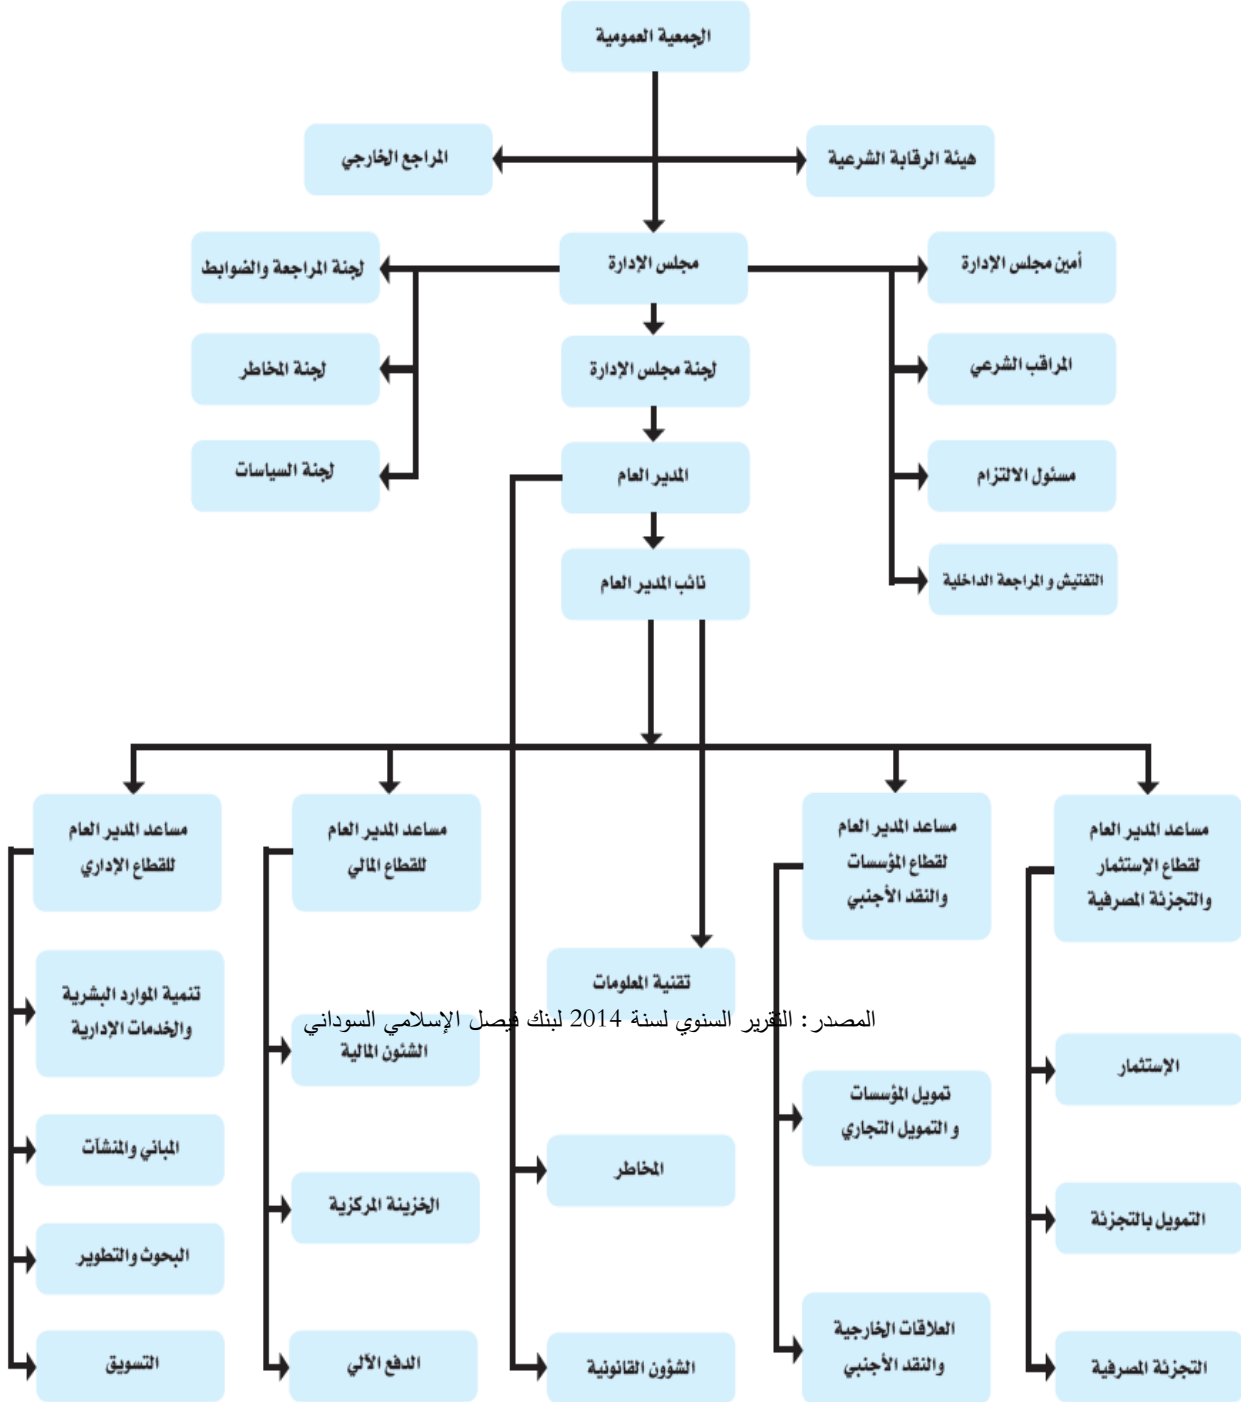 الجمعية العمومية
هيئة الرقابة الشرعية
المراجع الخارجي
أمين مجلس الإدارة
مجلس الإدارة
لجنة المراجعة والضوابط
المراقب الشرعي
لجنة مجلس الإدارة
لجنة المخاطر
مسئول الالتزام
المدير العام
لجنة السياسات
التفتيش و المراجعة الداخلية
نائب المدير العام
مساعد المدير العام
لقطاع الإستثمار
والتجزئة المصرفية
مساعد المدير العام
لقطاع المؤسسات
والنقد الأجنبي
مساعد المدير العام
للقطاع المالي
مساعد المدير العام
للقطاع الإداري
تقنية المعلومات
تنمية الموارد البشرية
والخدمات الإدارية
المصدر: التقرير السنوي لسنة 2014 لبنك فيصل الإسلامي السوداني
الإستثمار
الشئون المالية
تمويل المؤسسات
و التمويل التجاري
المخاطر
المباني والمنشآت
التمويل بالتجزئة
الخزينة المركزية
البحوث والتطوير
العلاقات الخارجية
والنقد الأجنبي
التجزئة المصرفية
الشؤون القانونية
الدفع الآلي
التسويق